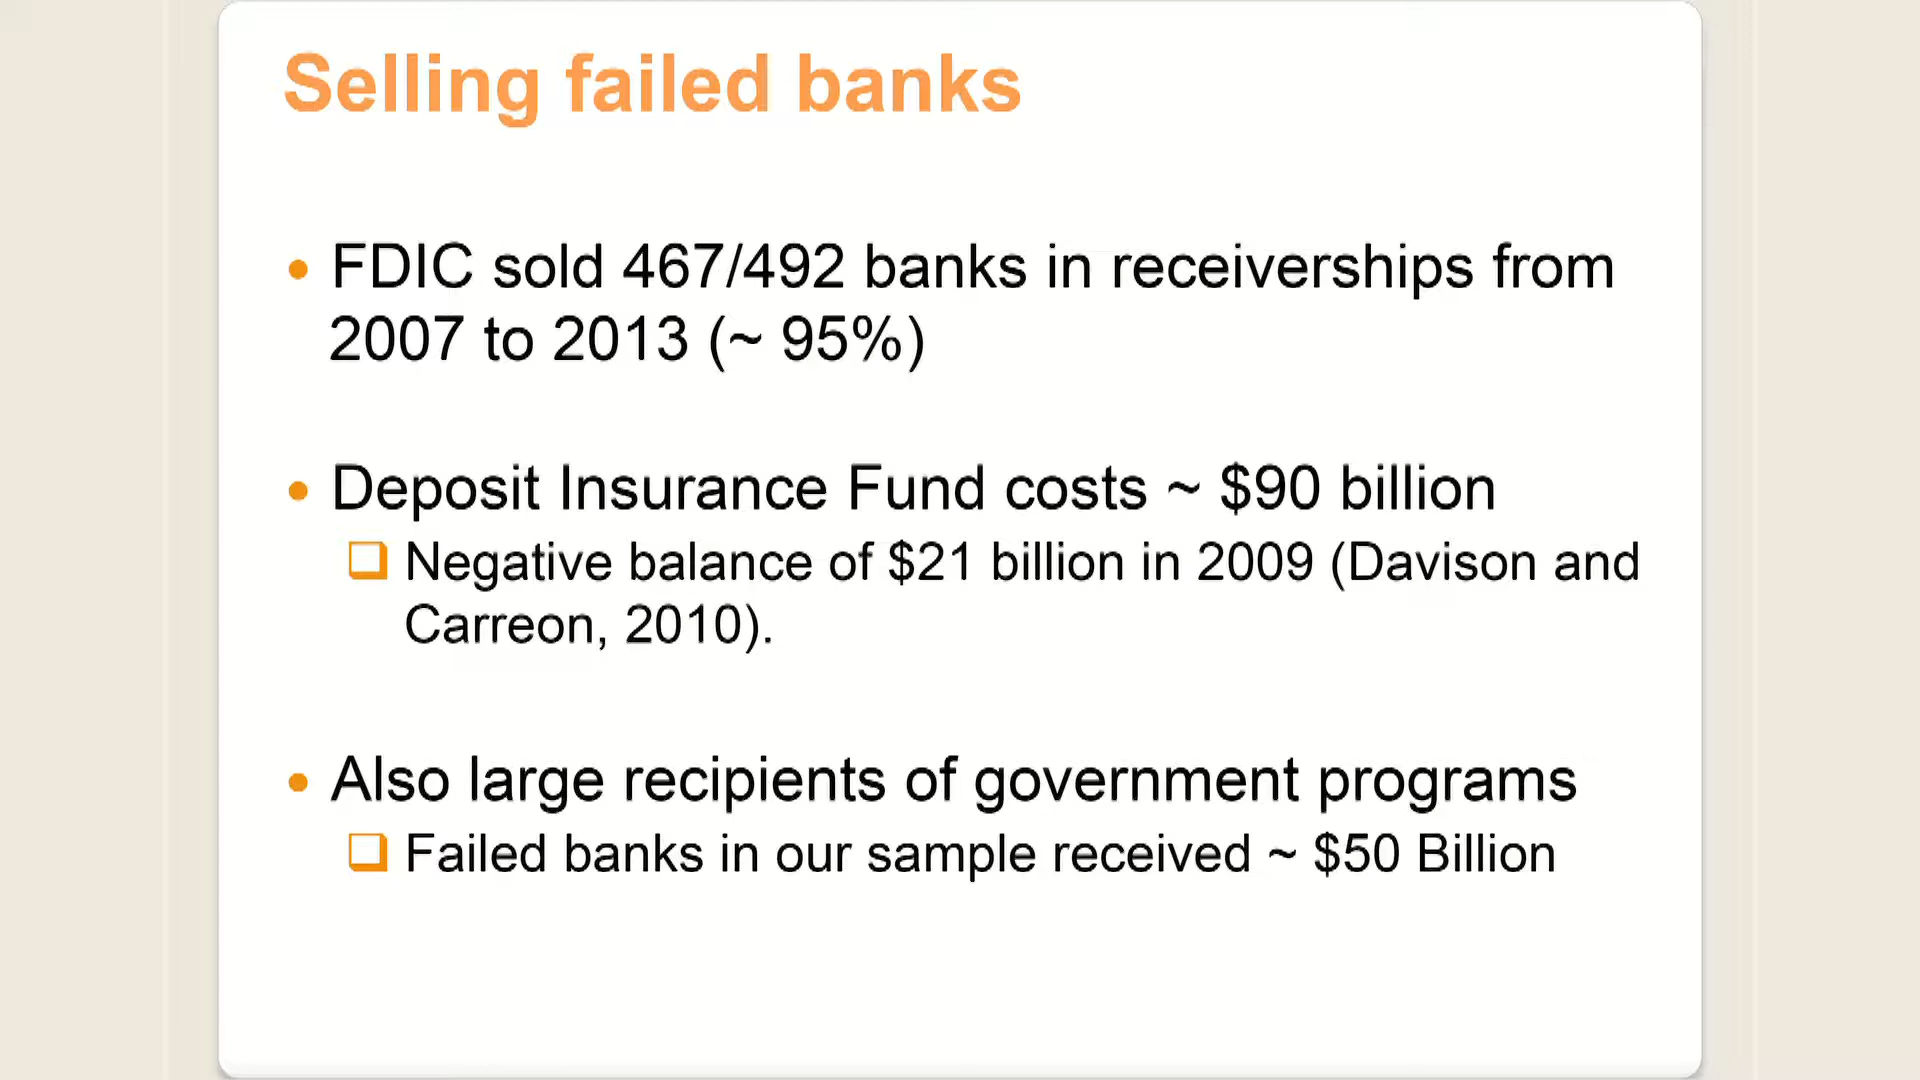 Selling failed banks
• FDIC sold 467/492 banks in receiverships from
2007 to 2013 (~ 95%)
• Deposit Insurance Fund costs ~ $90 billion
❑ Negative balance of $21 billion in 2009 (Davison and
Carreon, 2010).
• Also large recipients of government programs
❑ Failed banks in our sample received ~ $50 Billion